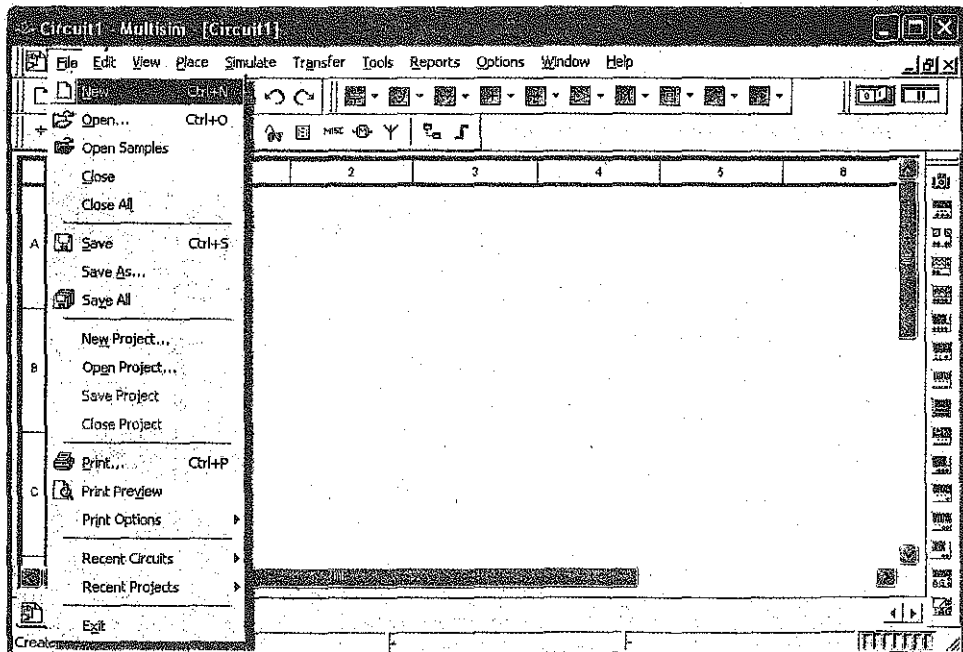 Circuit1 - Multisim - [Circuit1]
File Edit View Place Simulate Transfer Tools Reports Options Window Help
New Ctrl+N
Open... Ctrl+O
MISC
Open Samples
2 3 4 5 6
Close
Close All
A
Save Ctrl+S
Save As...
Save All
New Project...
B
Open Project...
Save Project
Close Project
Print... Ctrl+P
C
Print Preview
Print Options
Recent Circuits
Recent Projects
Exit
Create